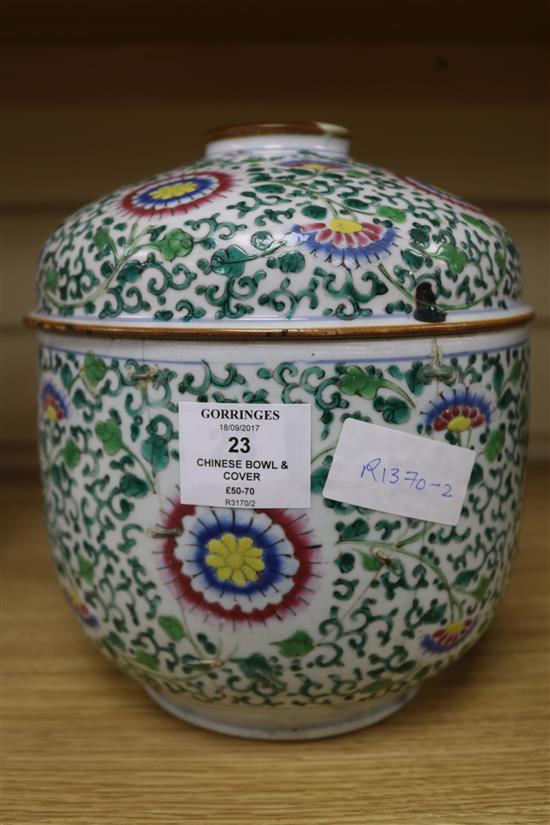 GORRINGES
18/09/2017
23
CHINESE BOWL &
COVER
£50-70
R3170/2
R1370-2